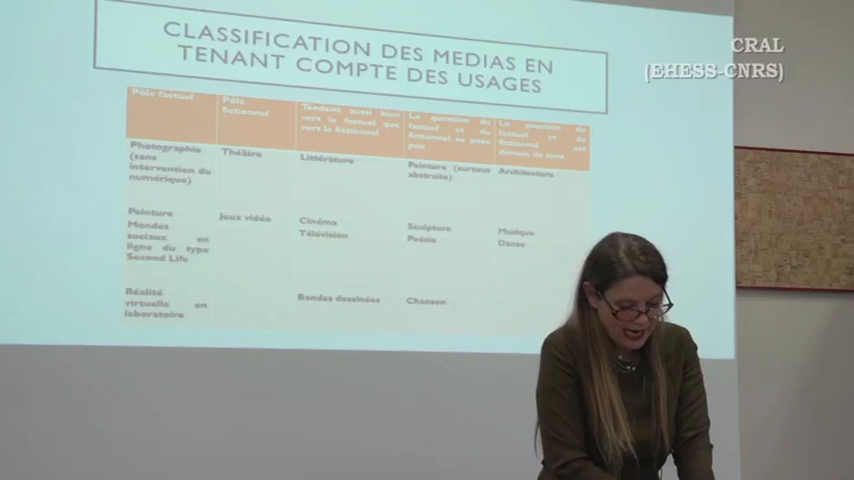 CLASSIFICATION DES MEDIAS EN
TENANT COMPTE DES USAGES
CRAL
(EHESS-CNRS)
Pôle factuel
Pôle
fictionnel
Tendent aussi bien
vers le factuel que
vers le fictionnel
La question du
factuel et du
fictionnel se pose
peu
La question du
factuel et du
fictionnel est
dénuée de sens
Photographie
(sans
intervention du
numérique)
Théâtre
Littérature
Peinture (surtout
abstraite)
Architecture
Peinture
Mondes
sociaux en
ligne du type
Second Life
Jeux vidéo
Cinéma
Télévision
Sculpture
Poésie
Musique
Danse
Réalité
virtuelle en
laboratoire
Bandes dessinées
Chanson